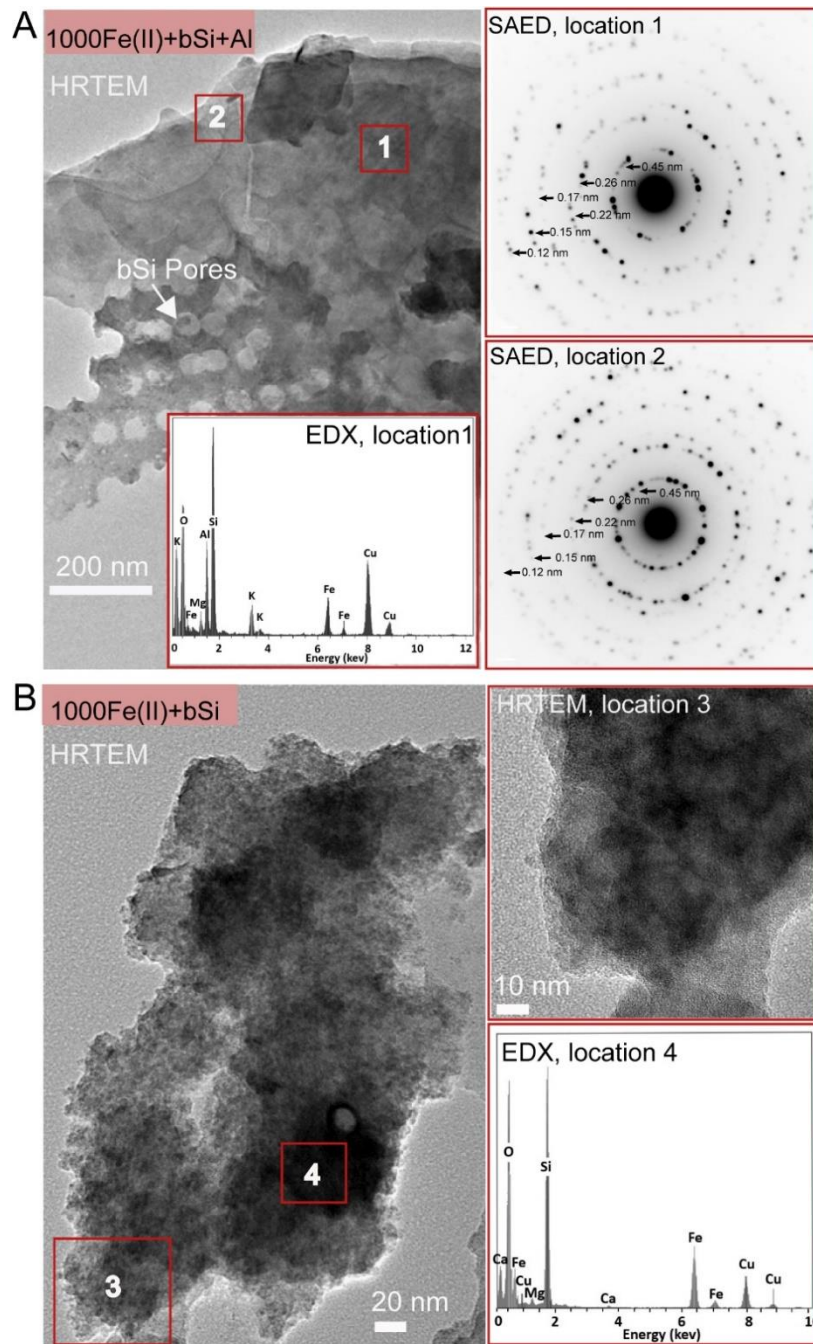 A
1000Fe(II)+bSi+Al
HRTEM
2
1
bSi Pores
200 nm
EDX, location1
K
O
Fe
Mg
Al
Si
K
K
Fe
Fe
Cu
Cu
0 2 4 6 8 10 12
Energy (kev)
SAED, location 1
0.45 nm
0.26 nm
0.17 nm
0.22 nm
0.15 nm
0.12 nm
SAED, location 2
0.26 nm
0.45 nm
0.22 nm
0.17 nm
0.15 nm
0.12 nm
B
1000Fe(II)+bSi
HRTEM
4
3
20 nm
HRTEM, location 3
10 nm
EDX, location 4
Ca
O
Fe
Cu
Mg
Si
Ca
Fe
Fe
Cu
Cu
0 2 4 6 8 10
Energy (kev)